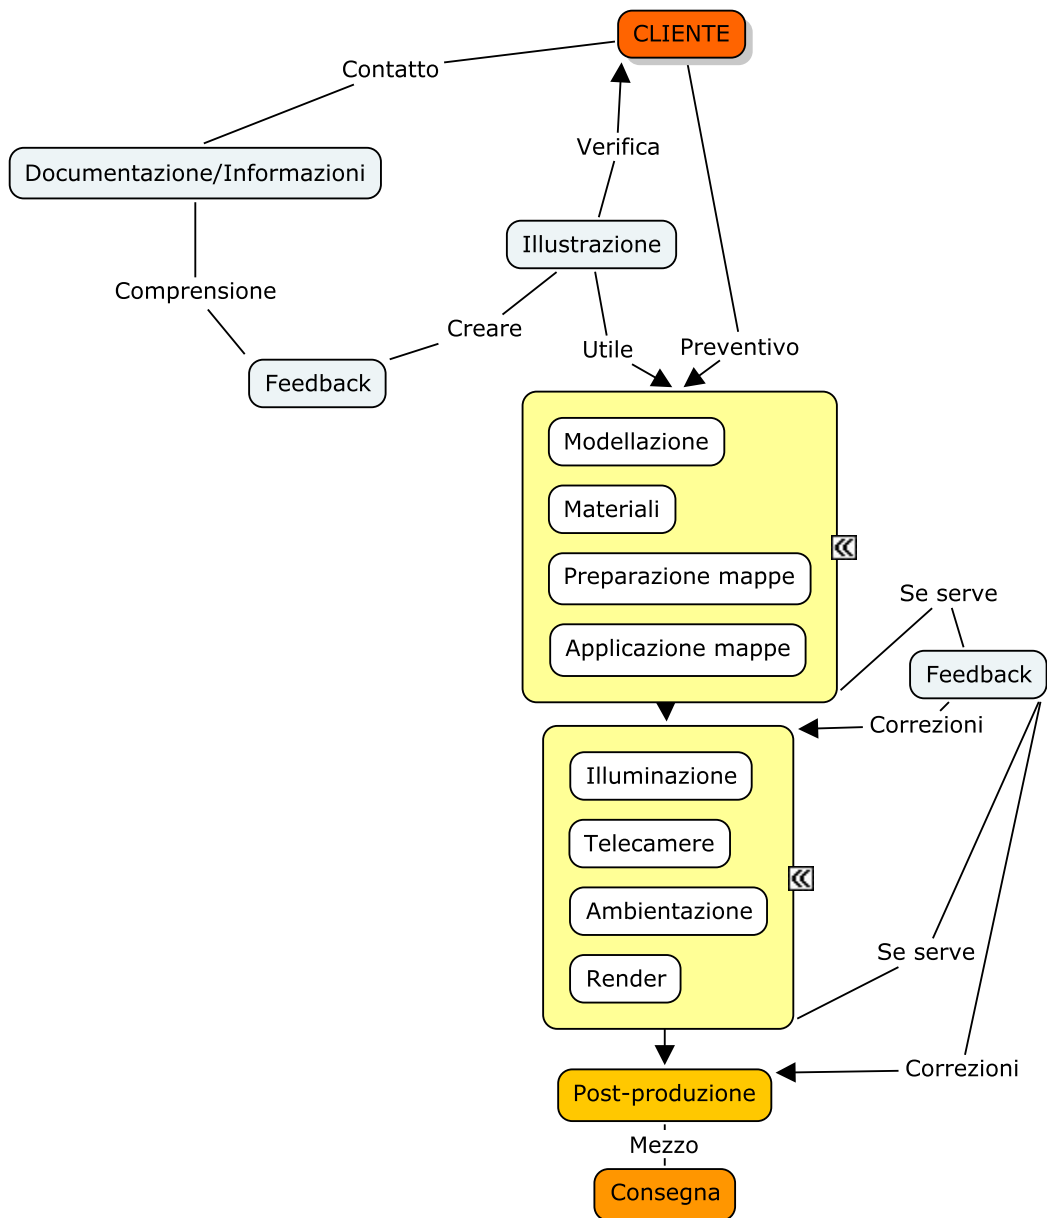 CLIENTE
Contatto
Verifica
Documentazione/Informazioni
Illustrazione
Comprensione
Creare
Utile
Preventivo
Feedback
Modellazione
Materiali
Preparazione mappe
Applicazione mappe
Se serve
Feedback
Correzioni
Illuminazione
Telecamere
Ambientazione
Render
Se serve
Correzioni
Post-produzione
Mezzo
Consegna